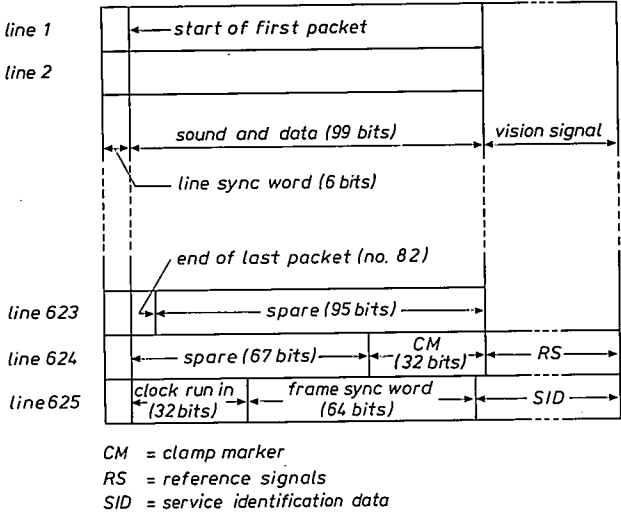 line 1
start of first packet
line 2
sound and data (99 bits)
vision signal
line sync word (6 bits)
end of last packet (no. 82)
line 623
spare (95 bits)
line 624
spare (67 bits)
CM
(32 bits)
RS
line 625
clock run in
(32bits)
frame sync word
(64 bits)
SID
CM = clamp marker
RS = reference signals
SID = service identification data